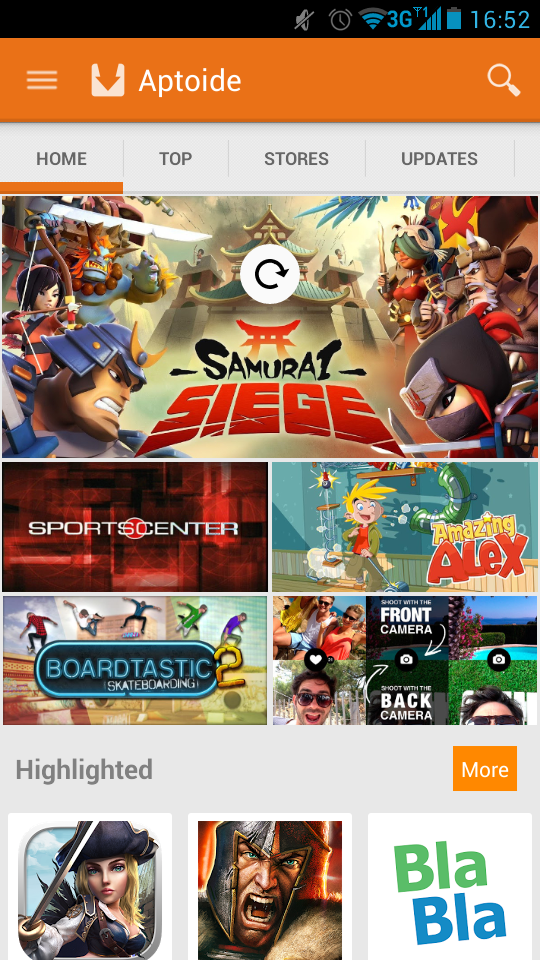 3G 1 16:52
Aptoide
HOME TOP STORES UPDATES
SAMURAI
SIEGE
SPORTSCENTER
Amazing
ALEX
BOARDTASTIC 2
SKATEBOARDING!
SHOOT WITH THE
FRONT
CAMERA
SHOOT WITH THE
BACK
CAMERA
Highlighted
More
Bla
Bla